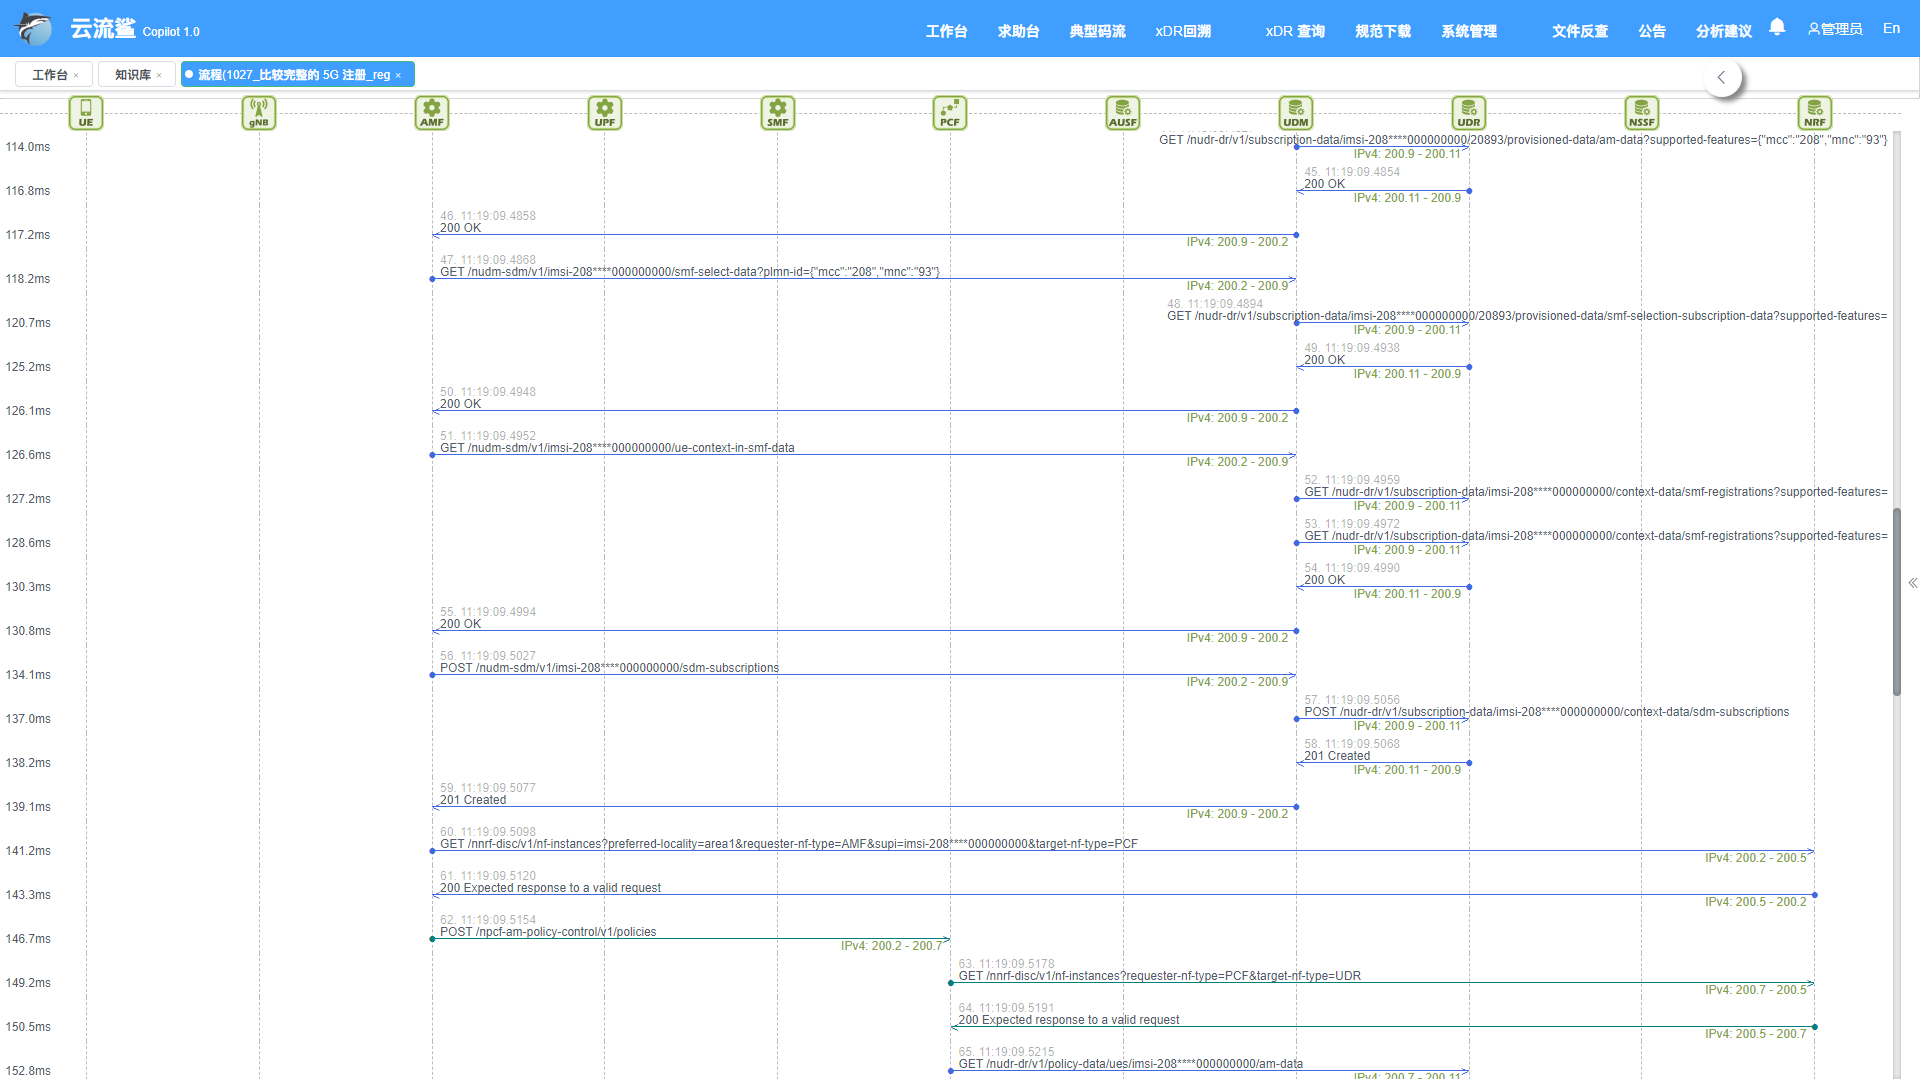 云流鲨 Copilot 1.0
工作台 求助台 典型码流 xDR回溯 xDR 查询 规范下载 系统管理 文件反查 公告 分析建议 管理员 En
工作台 × 知识库 × 流程(1027_比较完整的 5G 注册_reg ×
UE gNB AMF UPF SMF PCF AUSF UDM UDR NSSF NRF
114.0ms
GET /nudr-dr/v1/subscription-data/imsi-208****000000000/20893/provisioned-data/am-data?supported-features={"mcc":"208","mnc":"93"}
IPv4: 200.9 - 200.11
116.8ms
45. 11:19:09.4854
200 OK
IPv4: 200.11 - 200.9
117.2ms
46. 11:19:09.4858
200 OK
IPv4: 200.9 - 200.2
118.2ms
47. 11:19:09.4868
GET /nudm-sdm/v1/imsi-208****000000000/smf-select-data?plmn-id={"mcc":"208","mnc":"93"}
IPv4: 200.2 - 200.9
120.7ms
48. 11:19:09.4894
GET /nudr-dr/v1/subscription-data/imsi-208****000000000/20893/provisioned-data/smf-selection-subscription-data?supported-features=
IPv4: 200.9 - 200.11
125.2ms
49. 11:19:09.4938
200 OK
IPv4: 200.11 - 200.9
126.1ms
50. 11:19:09.4948
200 OK
IPv4: 200.9 - 200.2
126.6ms
51. 11:19:09.4952
GET /nudm-sdm/v1/imsi-208****000000000/ue-context-in-smf-data
IPv4: 200.2 - 200.9
127.2ms
52. 11:19:09.4959
GET /nudr-dr/v1/subscription-data/imsi-208****000000000/context-data/smf-registrations?supported-features=
IPv4: 200.9 - 200.11
128.6ms
53. 11:19:09.4972
GET /nudr-dr/v1/subscription-data/imsi-208****000000000/context-data/smf-registrations?supported-features=
IPv4: 200.9 - 200.11
130.3ms
54. 11:19:09.4990
200 OK
IPv4: 200.11 - 200.9
130.8ms
55. 11:19:09.4994
200 OK
IPv4: 200.9 - 200.2
134.1ms
56. 11:19:09.5027
POST /nudm-sdm/v1/imsi-208****000000000/sdm-subscriptions
IPv4: 200.2 - 200.9
137.0ms
57. 11:19:09.5056
POST /nudr-dr/v1/subscription-data/imsi-208****000000000/context-data/sdm-subscriptions
IPv4: 200.9 - 200.11
138.2ms
58. 11:19:09.5068
201 Created
IPv4: 200.11 - 200.9
139.1ms
59. 11:19:09.5077
201 Created
IPv4: 200.9 - 200.2
141.2ms
60. 11:19:09.5098
GET /nnrf-disc/v1/nf-instances?preferred-locality=area1&requester-nf-type=AMF&supi=imsi-208****000000000&target-nf-type=PCF
IPv4: 200.2 - 200.5
143.3ms
61. 11:19:09.5120
200 Expected response to a valid request
IPv4: 200.5 - 200.2
146.7ms
62. 11:19:09.5154
POST /npcf-am-policy-control/v1/policies
IPv4: 200.2 - 200.7
149.2ms
63. 11:19:09.5178
GET /nnrf-disc/v1/nf-instances?requester-nf-type=PCF&target-nf-type=UDR
IPv4: 200.7 - 200.5
150.5ms
64. 11:19:09.5191
200 Expected response to a valid request
IPv4: 200.5 - 200.7
152.8ms
65. 11:19:09.5215
GET /nudr-dr/v1/policy-data/ues/imsi-208****000000000/am-data
IPv4: 200.7 - 200.11